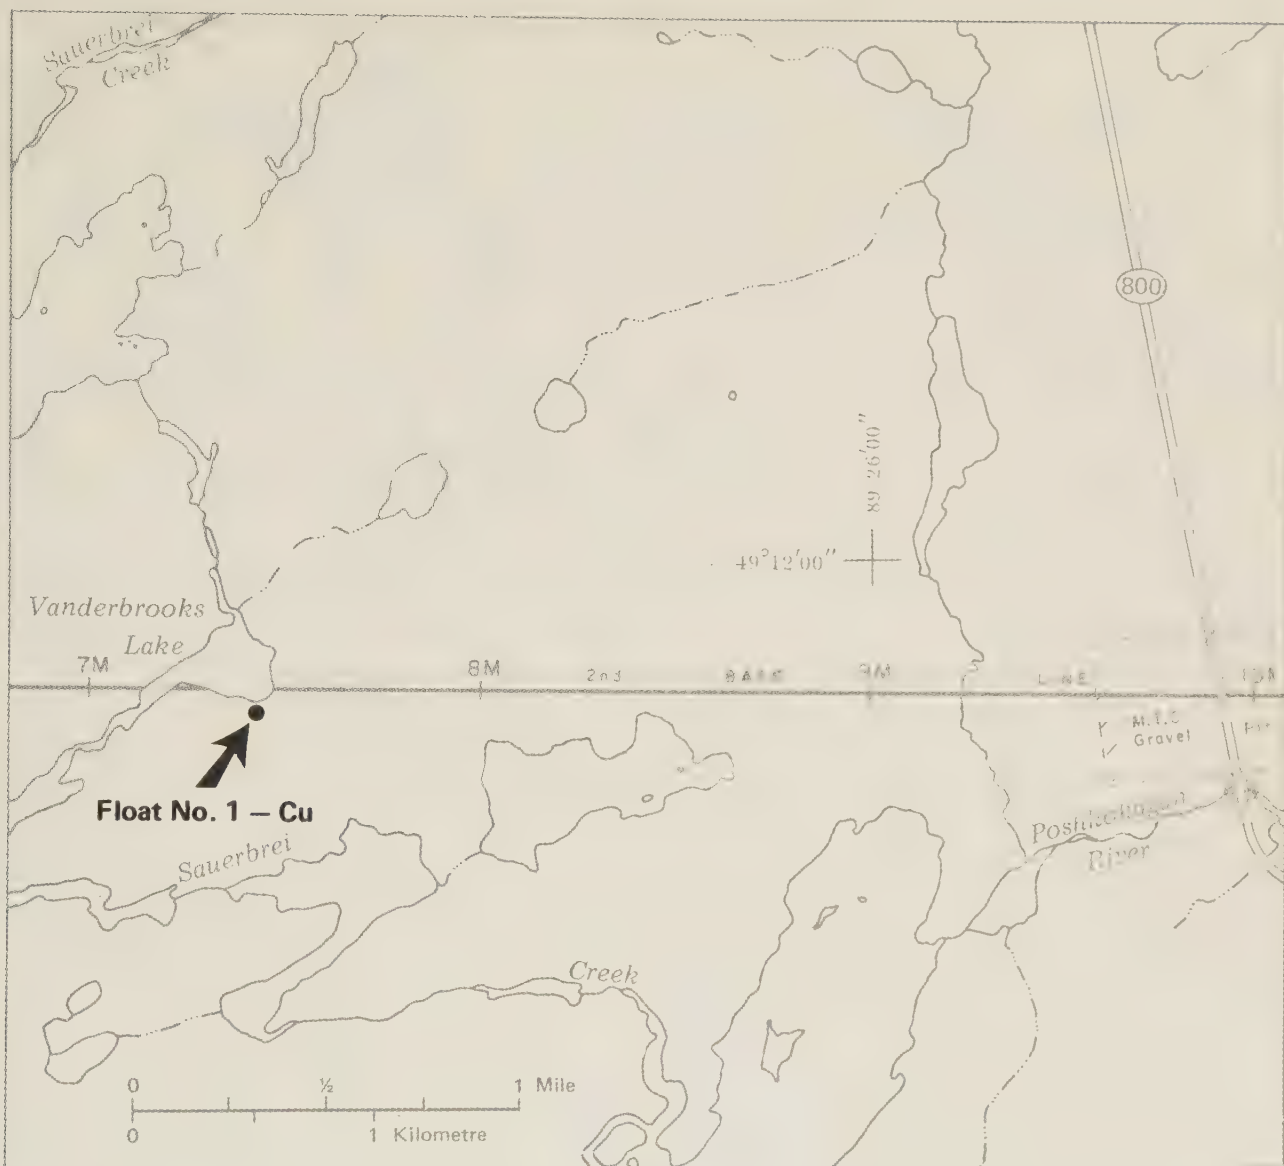 Sauerbrei
Creek
800
89 26'00"
49°12'00"
Vanderbrooks
Lake
7M
8M
2nd
BASE
9M
LINE
M.T.C
Gravel
Float No. 1 – Cu
Sauerbrei
River
Creek
0 ½ 1 Mile
0 1 Kilometre